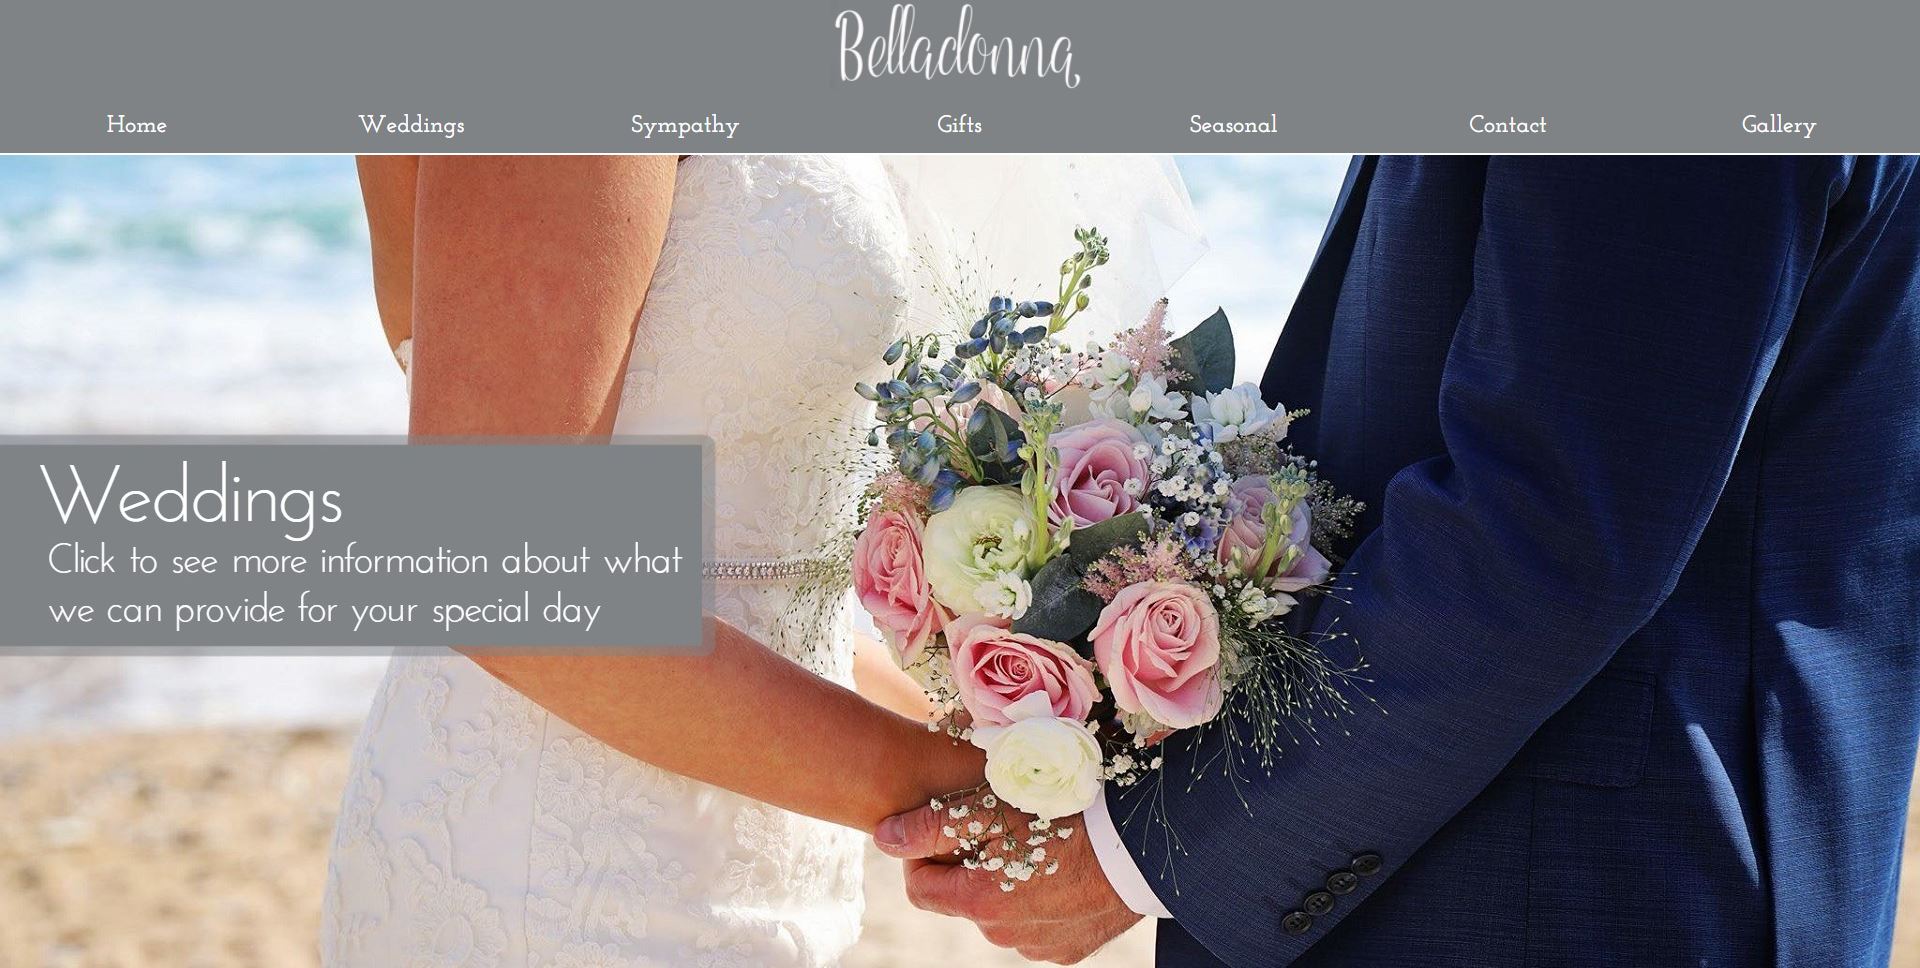 Belladonna
Home Weddings Sympathy Gifts Seasonal Contact Gallery
Weddings
Click to see more information about what
we can provide for your special day